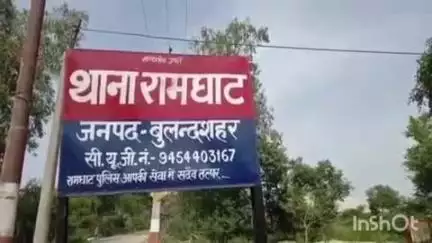 थाना रामघाट
जनपद-बुलन्दशहर
सी.यू.जी.नं.-9454403167
रामघाट पुलिस आपकी सेवा में सदैव तत्पर...
InShOt